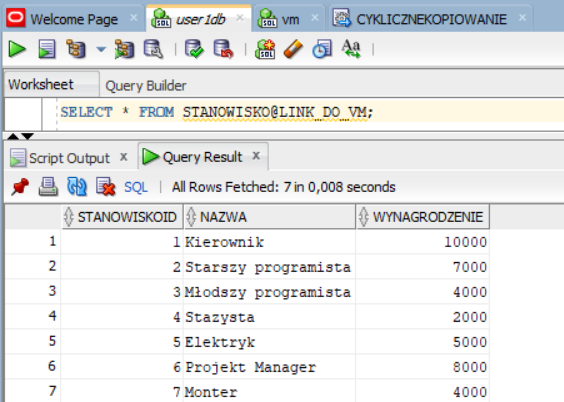 Welcome Page user1db vm CYKLICZNEKOPIOWANIE
Worksheet Query Builder
SELECT * FROM STANOWISKO@LINK_DO_VM;
Script Output x Query Result x
SQL | All Rows Fetched: 7 in 0,008 seconds
STANOWISKOID NAZWA WYNAGRODZENIE
1 1 Kierownik 10000
2 2 Starszy programista 7000
3 3 Młodszy programista 4000
4 4 Stazysta 2000
5 5 Elektryk 5000
6 6 Projekt Manager 8000
7 7 Monter 4000